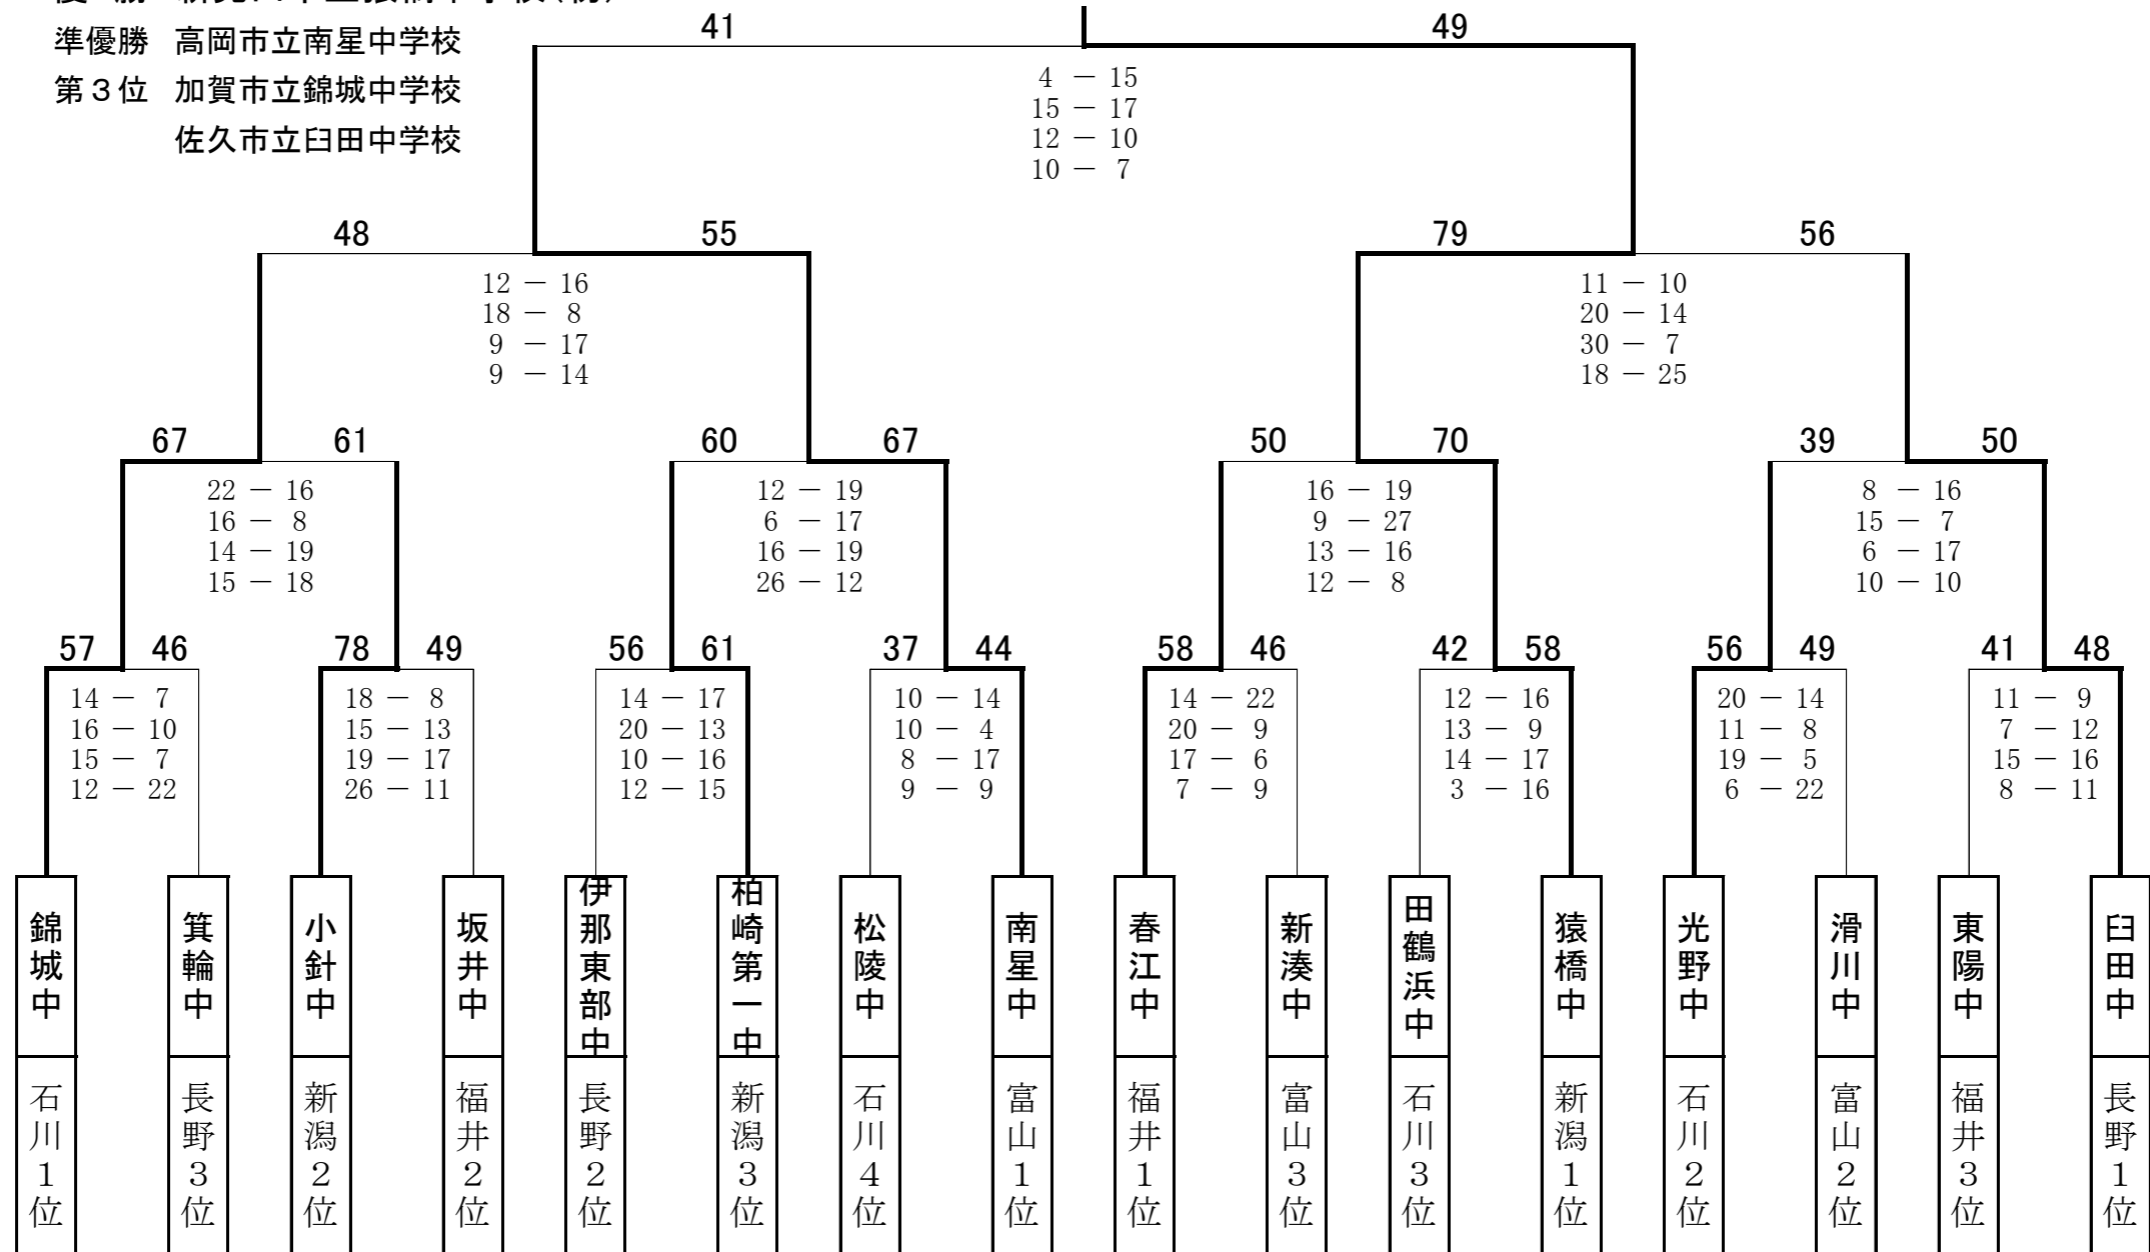 準優勝 高岡市立南星中学校
第3位 加賀市立錦城中学校
佐久市立臼田中学校
41 49
4 － 15
15 － 17
12 － 10
10 － 7
48 55
12 － 16
18 － 8
9 － 17
9 － 14
79 56
11 － 10
20 － 14
30 － 7
18 － 25
67 61
22 － 16
16 － 8
14 － 19
15 － 18
60 67
12 － 19
6 － 17
16 － 19
26 － 12
50 70
16 － 19
9 － 27
13 － 16
12 － 8
39 50
8 － 16
15 － 7
6 － 17
10 － 10
57 46
14 － 7
16 － 10
15 － 7
12 － 22
78 49
18 － 8
15 － 13
19 － 17
26 － 11
56 61
14 － 17
20 － 13
10 － 16
12 － 15
37 44
10 － 14
10 － 4
8 － 17
9 － 9
58 46
14 － 22
20 － 9
17 － 6
7 － 9
42 58
12 － 16
13 － 9
14 － 17
3 － 16
56 49
20 － 14
11 － 8
19 － 5
6 － 22
41 48
11 － 9
7 － 12
15 － 16
8 － 11
錦城中
石川1位
箕輪中
長野3位
小針中
新潟2位
坂井中
福井2位
伊那東部中
長野2位
柏崎第一中
新潟3位
松陵中
石川4位
南星中
富山1位
春江中
福井1位
新湊中
富山3位
田鶴浜中
石川3位
猿橋中
新潟1位
光野中
石川2位
滑川中
富山2位
東陽中
福井3位
臼田中
長野1位